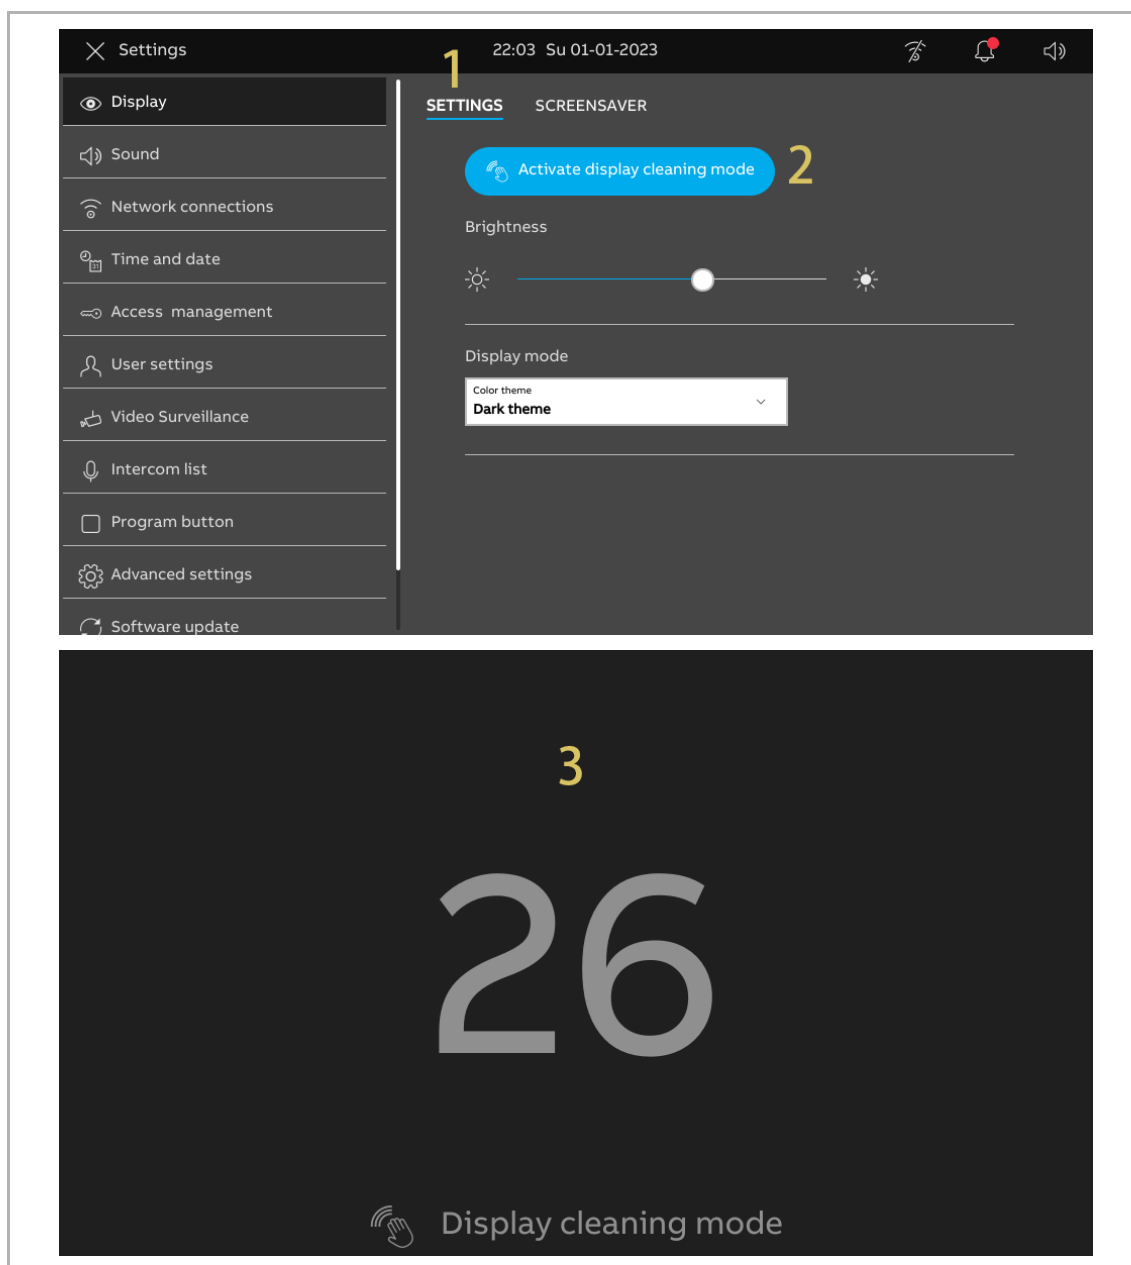 Settings
22:03 Su 01-01-2023
1
Display
SETTINGS SCREENSAVER
Sound
Activate display cleaning mode
2
Network connections
Brightness
Time and date
31
Access management
Display mode
User settings
Color theme
Dark theme
Video Surveillance
Intercom list
Program button
Advanced settings
Software update
3
26
Display cleaning mode